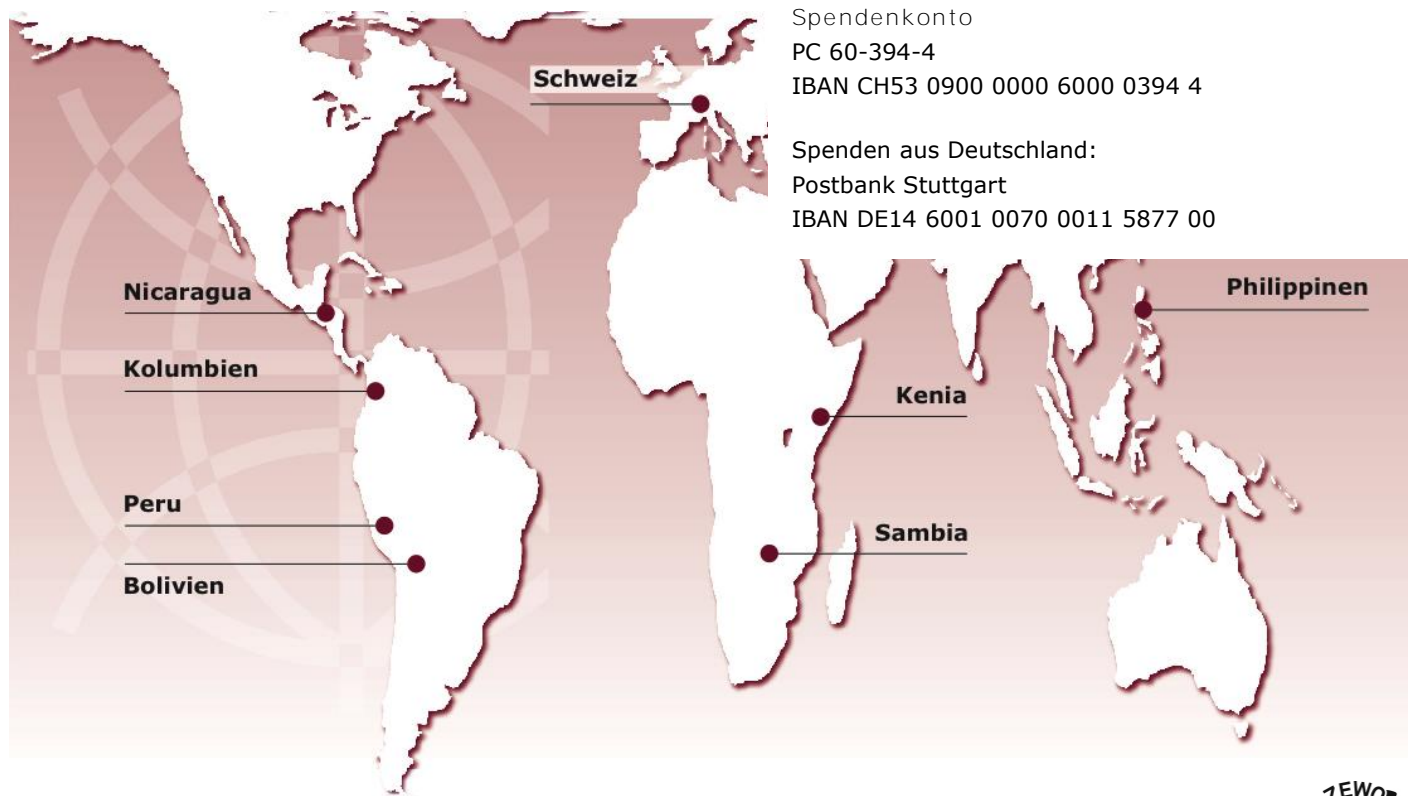 Spendenkonto
PC 60-394-4
IBAN CH53 0900 0000 6000 0394 4
Spenden aus Deutschland:
Postbank Stuttgart
IBAN DE14 6001 0070 0011 5877 00
Schweiz
Nicaragua
Philippinen
Kolumbien
Kenia
Peru
Sambia
Bolivien